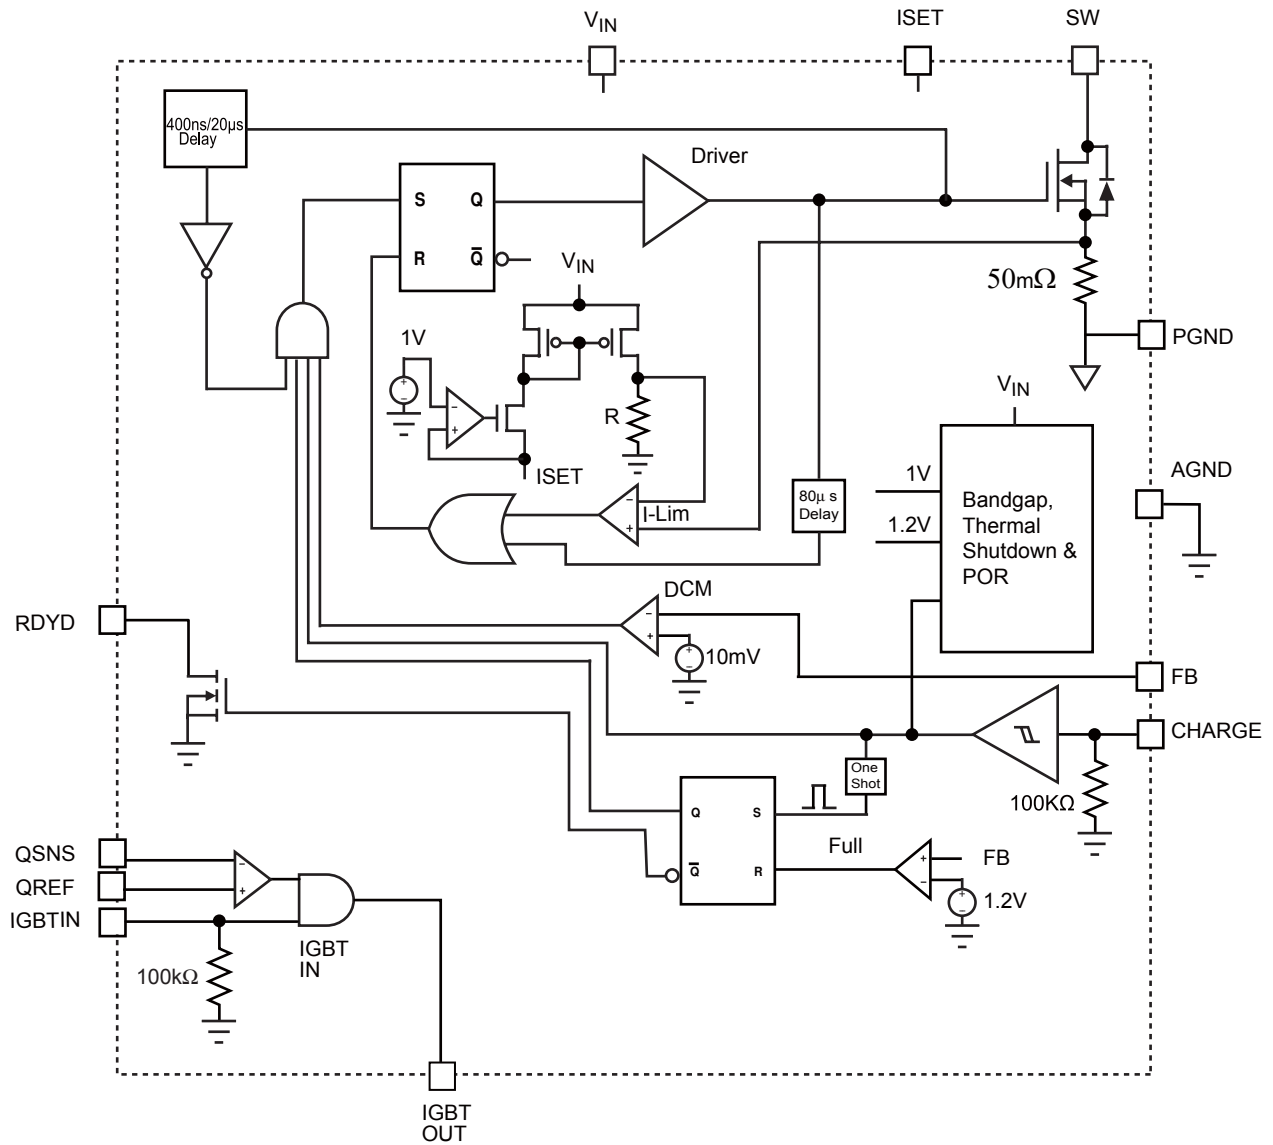 VIN
ISET
SW
400ns/20µs
Delay
Driver
S
Q
R
Q
VIN
50mΩ
1V
PGND
VIN
+
−
−
+
R
ISET
1V
1.2V
Bandgap,
Thermal
Shutdown &
POR
AGND
80µ s
Delay
−
+
I-Lim
DCM
RDYD
−
+
+
−
10mV
FB
CHARGE
One
Shot
100KΩ
Q
S
Q
R
Full
+
−
FB
+
−
1.2V
QSNS
QREF
IGBTIN
−
+
IGBT
IN
100kΩ
IGBT
OUT